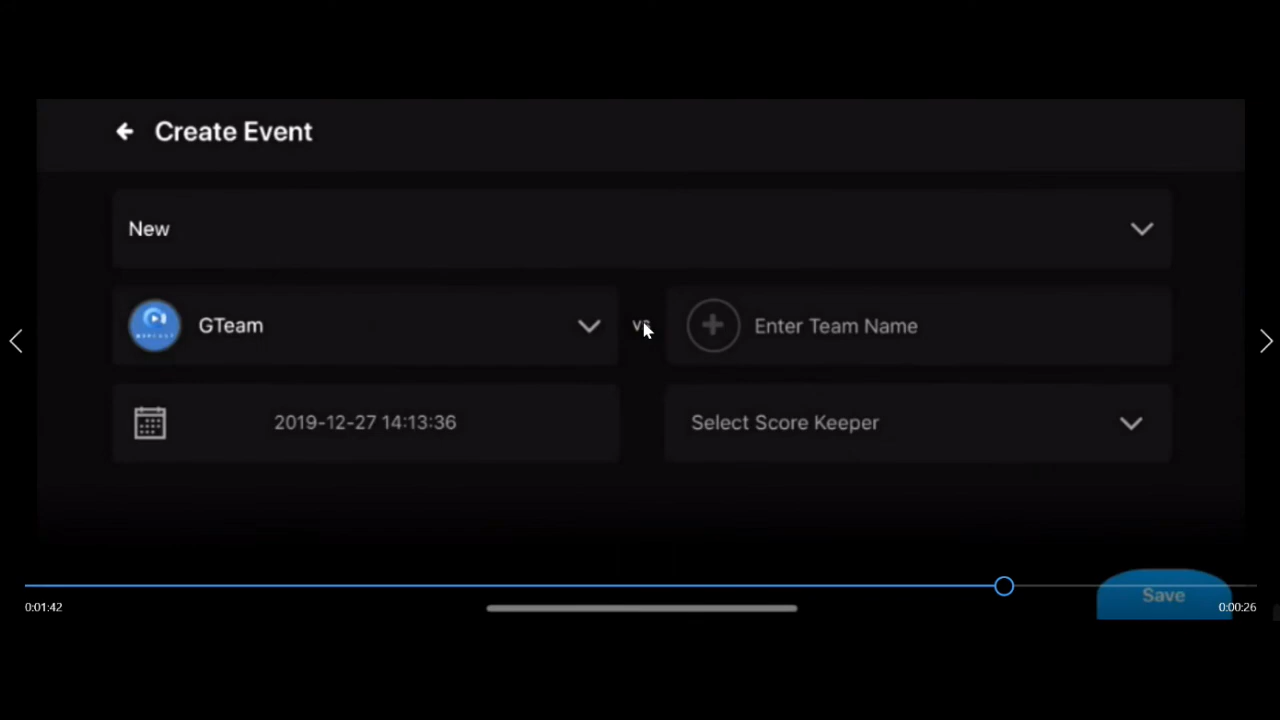 Create Event
New
GTeam
vs
Enter Team Name
2019-12-27 14:13:36
Select Score Keeper
Save
0:01:42
0:00:26